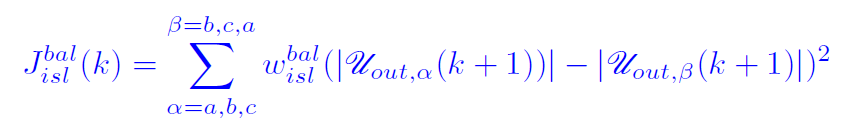 $J_{isl}^{bal}(k) = \sum_{\alpha=a,b,c}^{\beta=b,c,a} w_{isl}^{bal}(|\mathscr{U}_{out,\alpha}(k+1))| - |\mathscr{U}_{out,\beta}(k+1)|)^2$